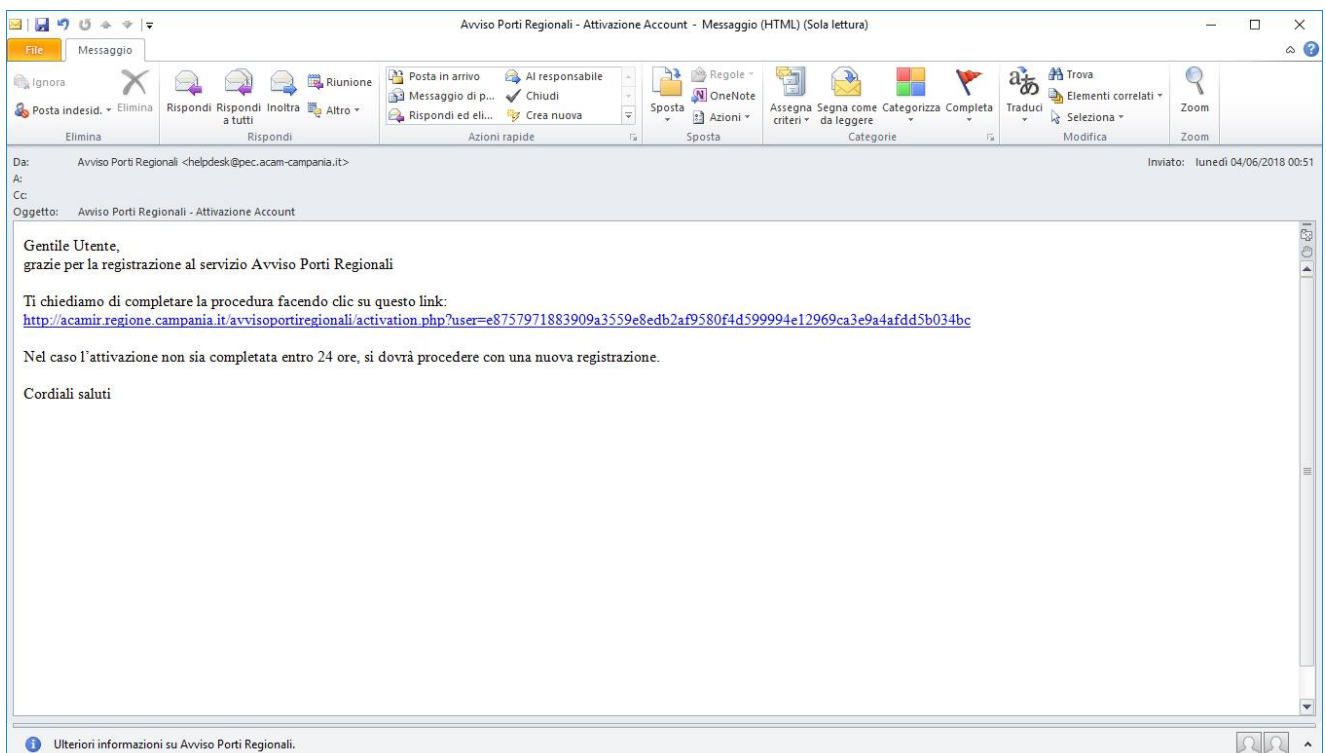 Avviso Porti Regionali - Attivazione Account - Messaggio (HTML) (Sola lettura)
File Messaggio
Ignora
Posta indesid. Elimina
Elimina
Rispondi Rispondi a tutti Inoltra
Riunione
Altro
Rispondi
Posta in arrivo Al responsabile
Messaggio di p... Chiudi
Rispondi ed eli... Crea nuova
Azioni rapide
Sposta
Regole
OneNote
Azioni
Sposta
Assegna criteri Segna come da leggere Categorizza Completa
Categorie
Traduci
Trova
Elementi correlati
Seleziona
Modifica
Zoom
Zoom
Da: Avviso Porti Regionali <helpdesk@pec.acam-campania.it> Inviato: lunedì 04/06/2018 00:51
A:
Cc:
Oggetto: Avviso Porti Regionali - Attivazione Account
Gentile Utente,
grazie per la registrazione al servizio Avviso Porti Regionali
Ti chiediamo di completare la procedura facendo clic su questo link:
http://acamir.regione.campania.it/avvisoportiregionali/activation.php?user=e8757971883909a3559e8edb2af9580f4d599994e12969ca3e9a4afdd5b034bc
Nel caso l'attivazione non sia completata entro 24 ore, si dovrà procedere con una nuova registrazione.
Cordiali saluti
Ulteriori informazioni su Avviso Porti Regionali.